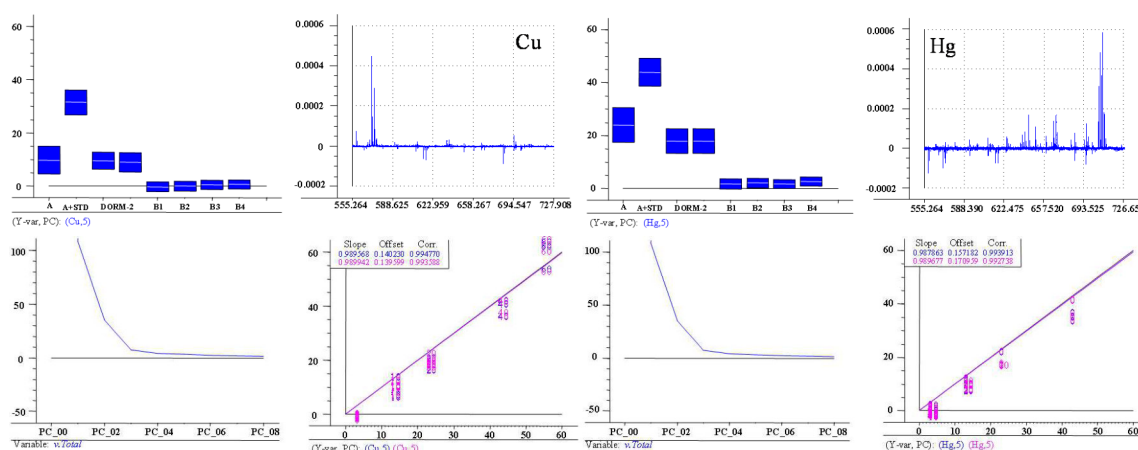 60
40
20
0
A A+STD DORM-2 B1 B2 B3 B4
(Y-var, PC): (Cu,5)
Cu
0.0006
0.0004
0.0002
0
-0.0002
555.264 588.625 622.959 658.267 694.547 727.908
60
40
20
0
A A+STD DORM-2 B1 B2 B3 B4
(Y-var, PC): (Hg,5)
Hg
0.0006
0.0004
0.0002
0
-0.0002
555.264 588.390 622.475 657.520 693.525 726.65
100
50
0
-50
PC_00 PC_02 PC_04 PC_06 PC_08
Variable: v.Total
Slope Offset Corr.
0.989568 0.140230 0.994770
0.989942 0.139599 0.993588
60
40
20
0
0 10 20 30 40 50 60
(Y-var, PC): (Cu,5) (Cu,5)
100
50
0
-50
PC_00 PC_02 PC_04 PC_06 PC_08
Variable: v.Total
Slope Offset Corr.
0.987863 0.157182 0.993913
0.989677 0.170959 0.992738
60
40
20
0
0 10 20 30 40 50 60
(Y-var, PC): (Hg,5) (Hg,5)